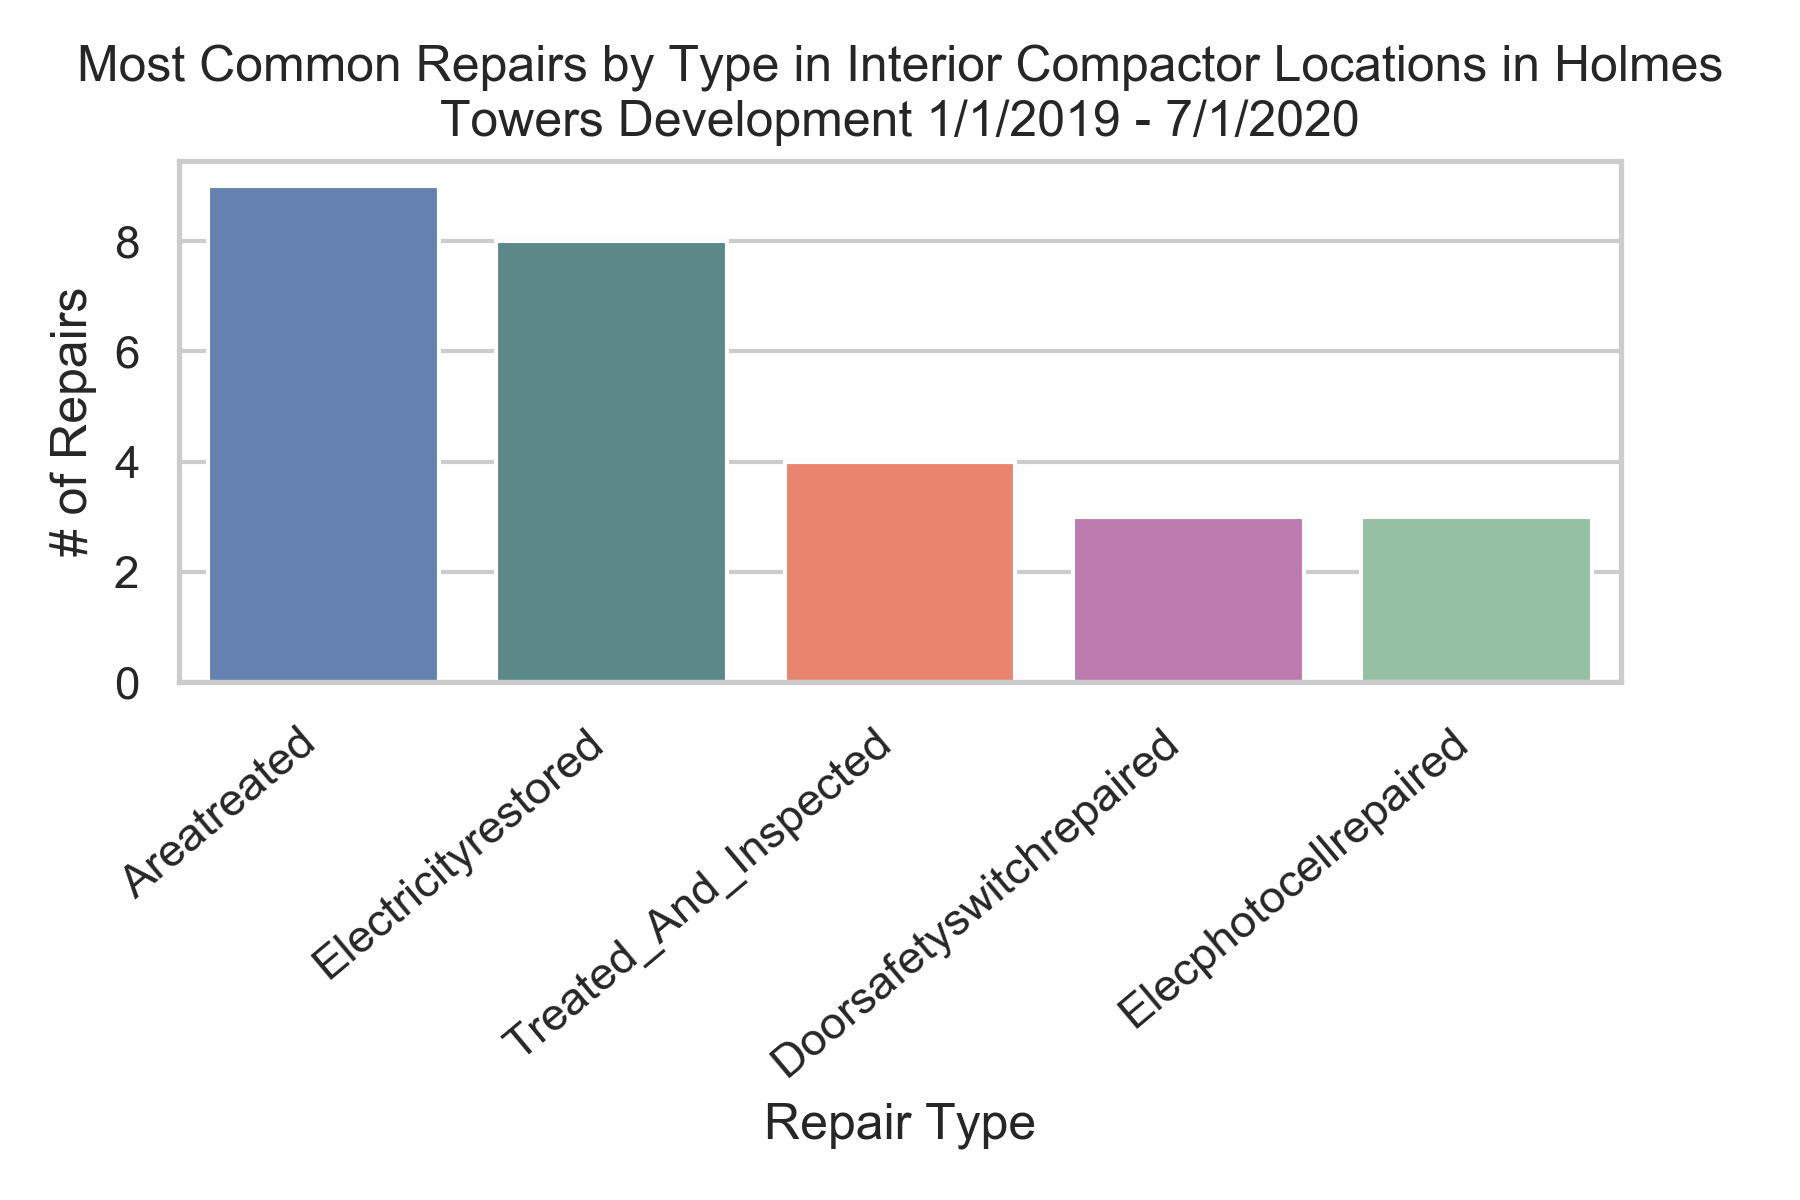 Most Common Repairs by Type in Interior Compactor Locations in Holmes
Towers Development 1/1/2019 - 7/1/2020
# of Repairs
8
6
4
2
0
Areatreated
Electricityrestored
Treated_And_Inspected
Doorsafetyswitchrepaired
Elecphotocellrepaired
Repair Type